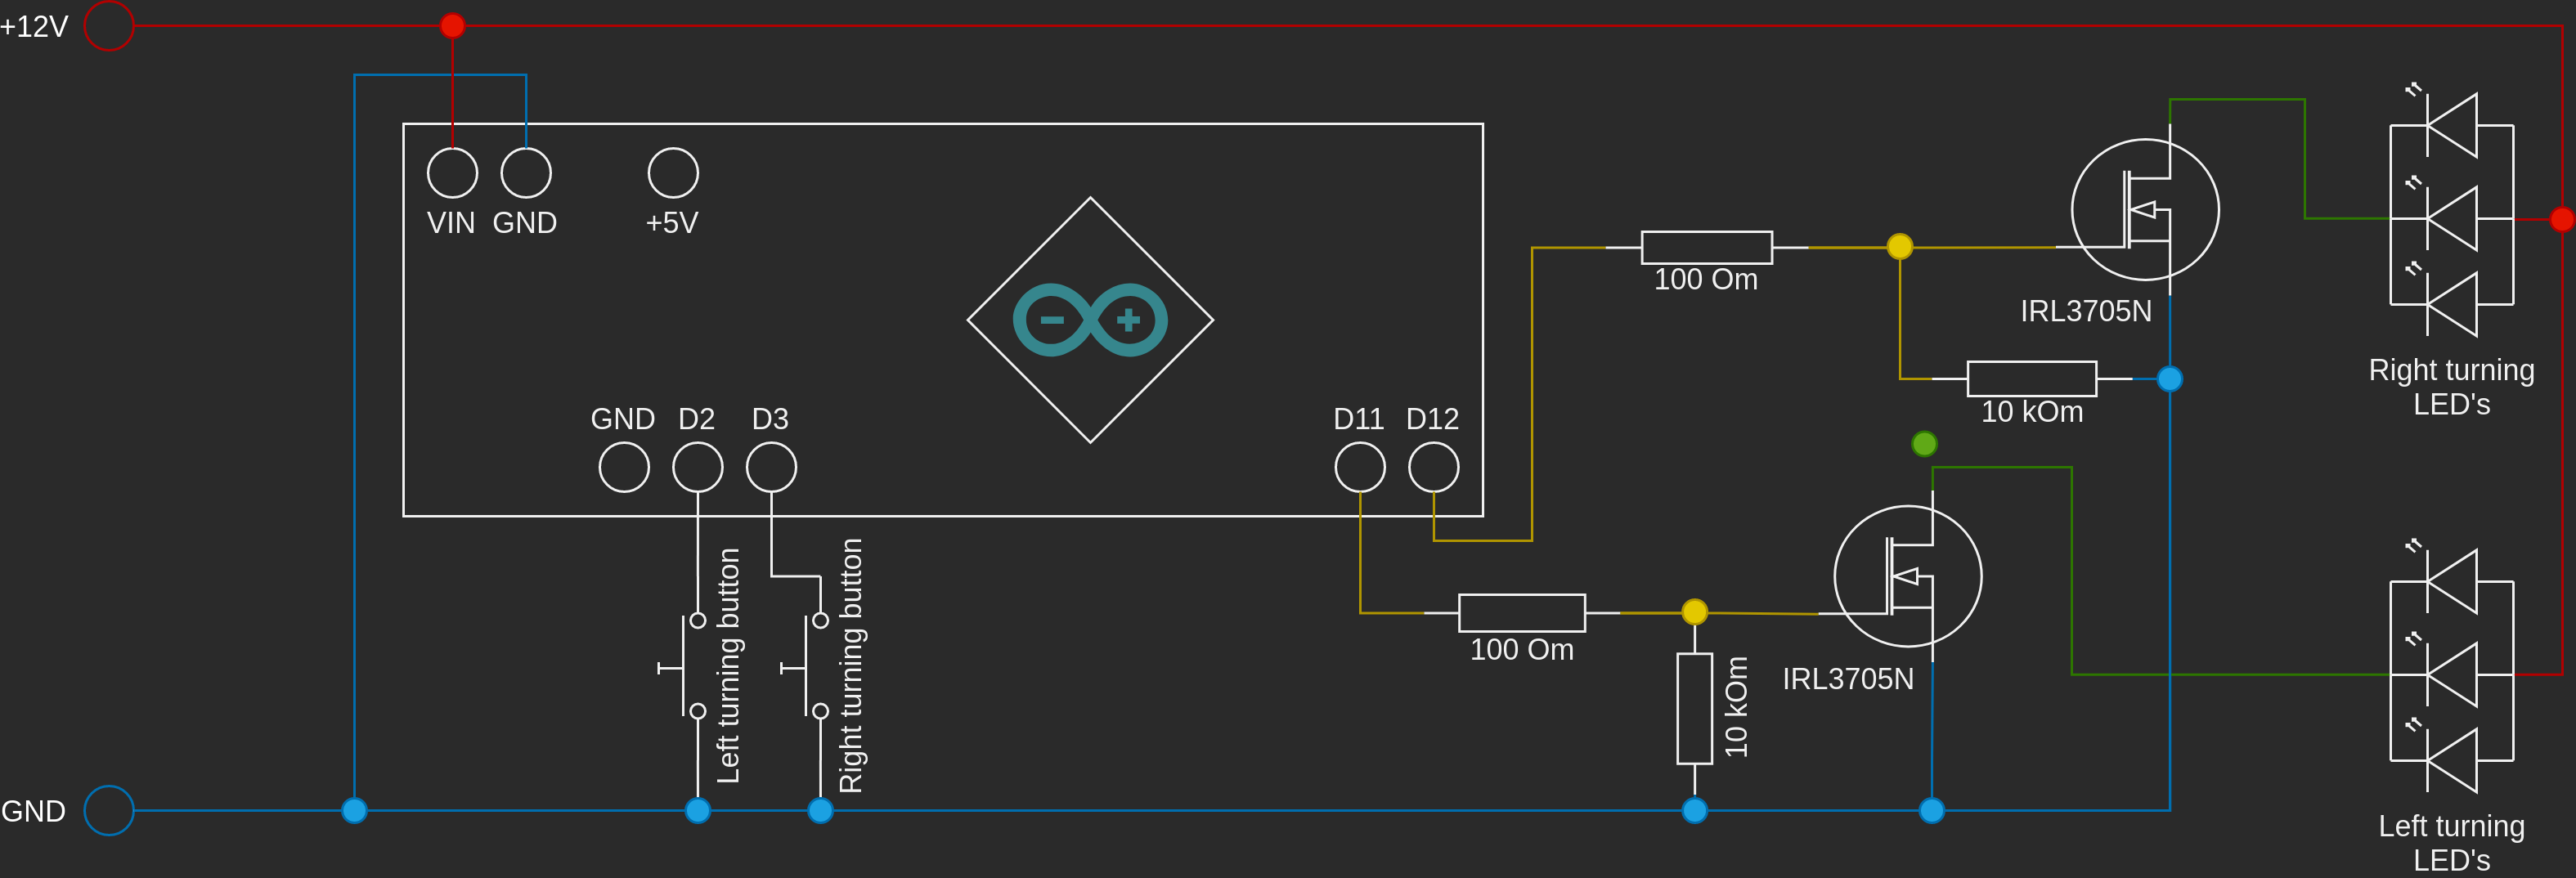 +12V
VIN
GND
+5V
GND
D2
D3
D11
D12
100 Om
IRL3705N
10 kOm
Right turning
LED's
100 Om
IRL3705N
10 kOm
Left turning button
Right turning button
GND
Left turning
LED's